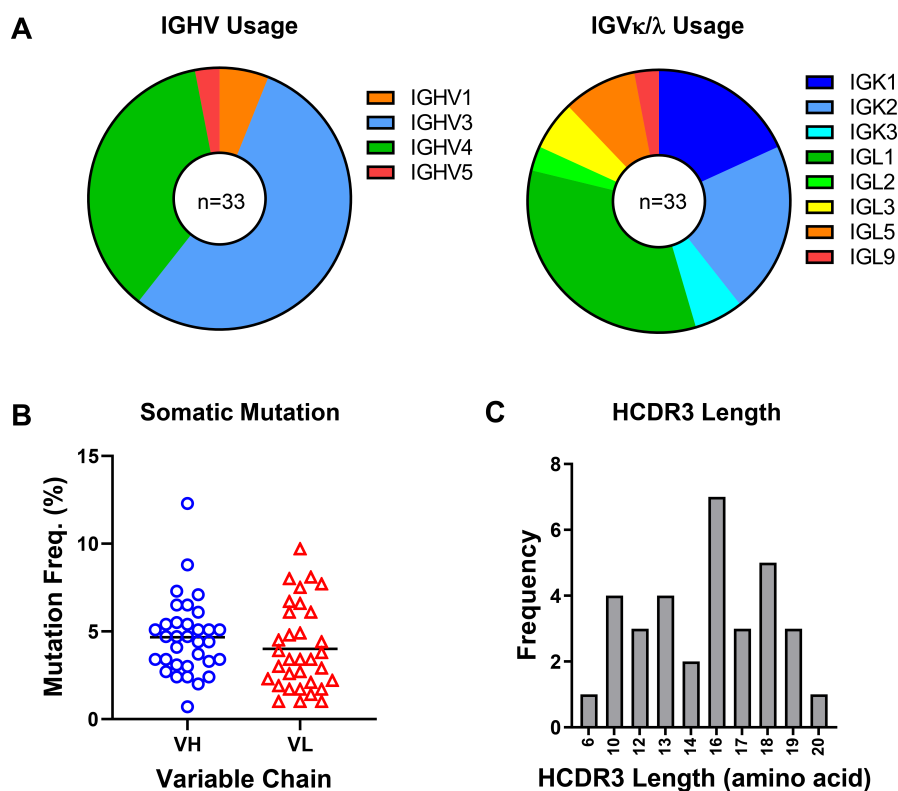 A
IGHV Usage
IGVκ/λ Usage
n=33
IGHV1
IGHV3
IGHV4
IGHV5
n=33
IGK1
IGK2
IGK3
IGL1
IGL2
IGL3
IGL5
IGL9
B
Somatic Mutation
15
10
5
0
Mutation Freq. (%)
VH VL
Variable Chain
C
HCDR3 Length
8
6
4
2
0
Frequency
6 10 12 13 14 16 17 18 19 20
HCDR3 Length (amino acid)